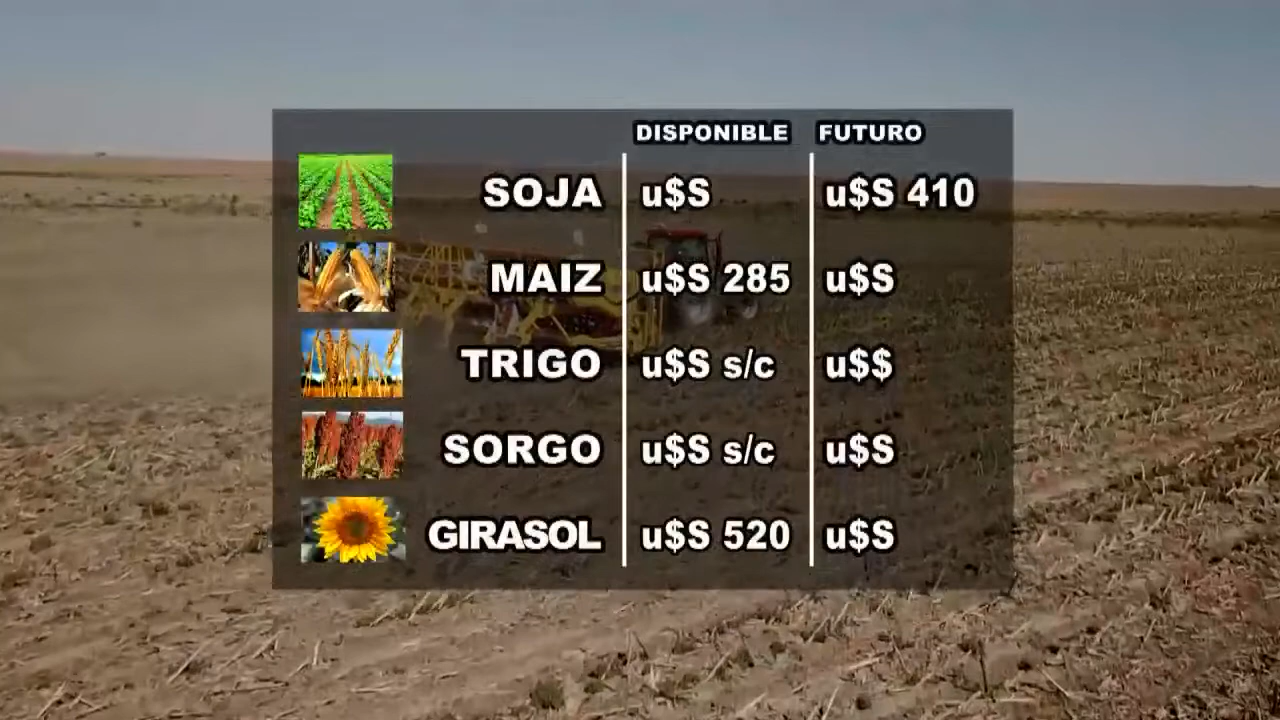 DISPONIBLE FUTURO
SOJA u$S u$S 410
MAIZ u$S 285 u$S
TRIGO u$S s/c u$$
SORGO u$S s/c u$S
GIRASOL u$S 520 u$S